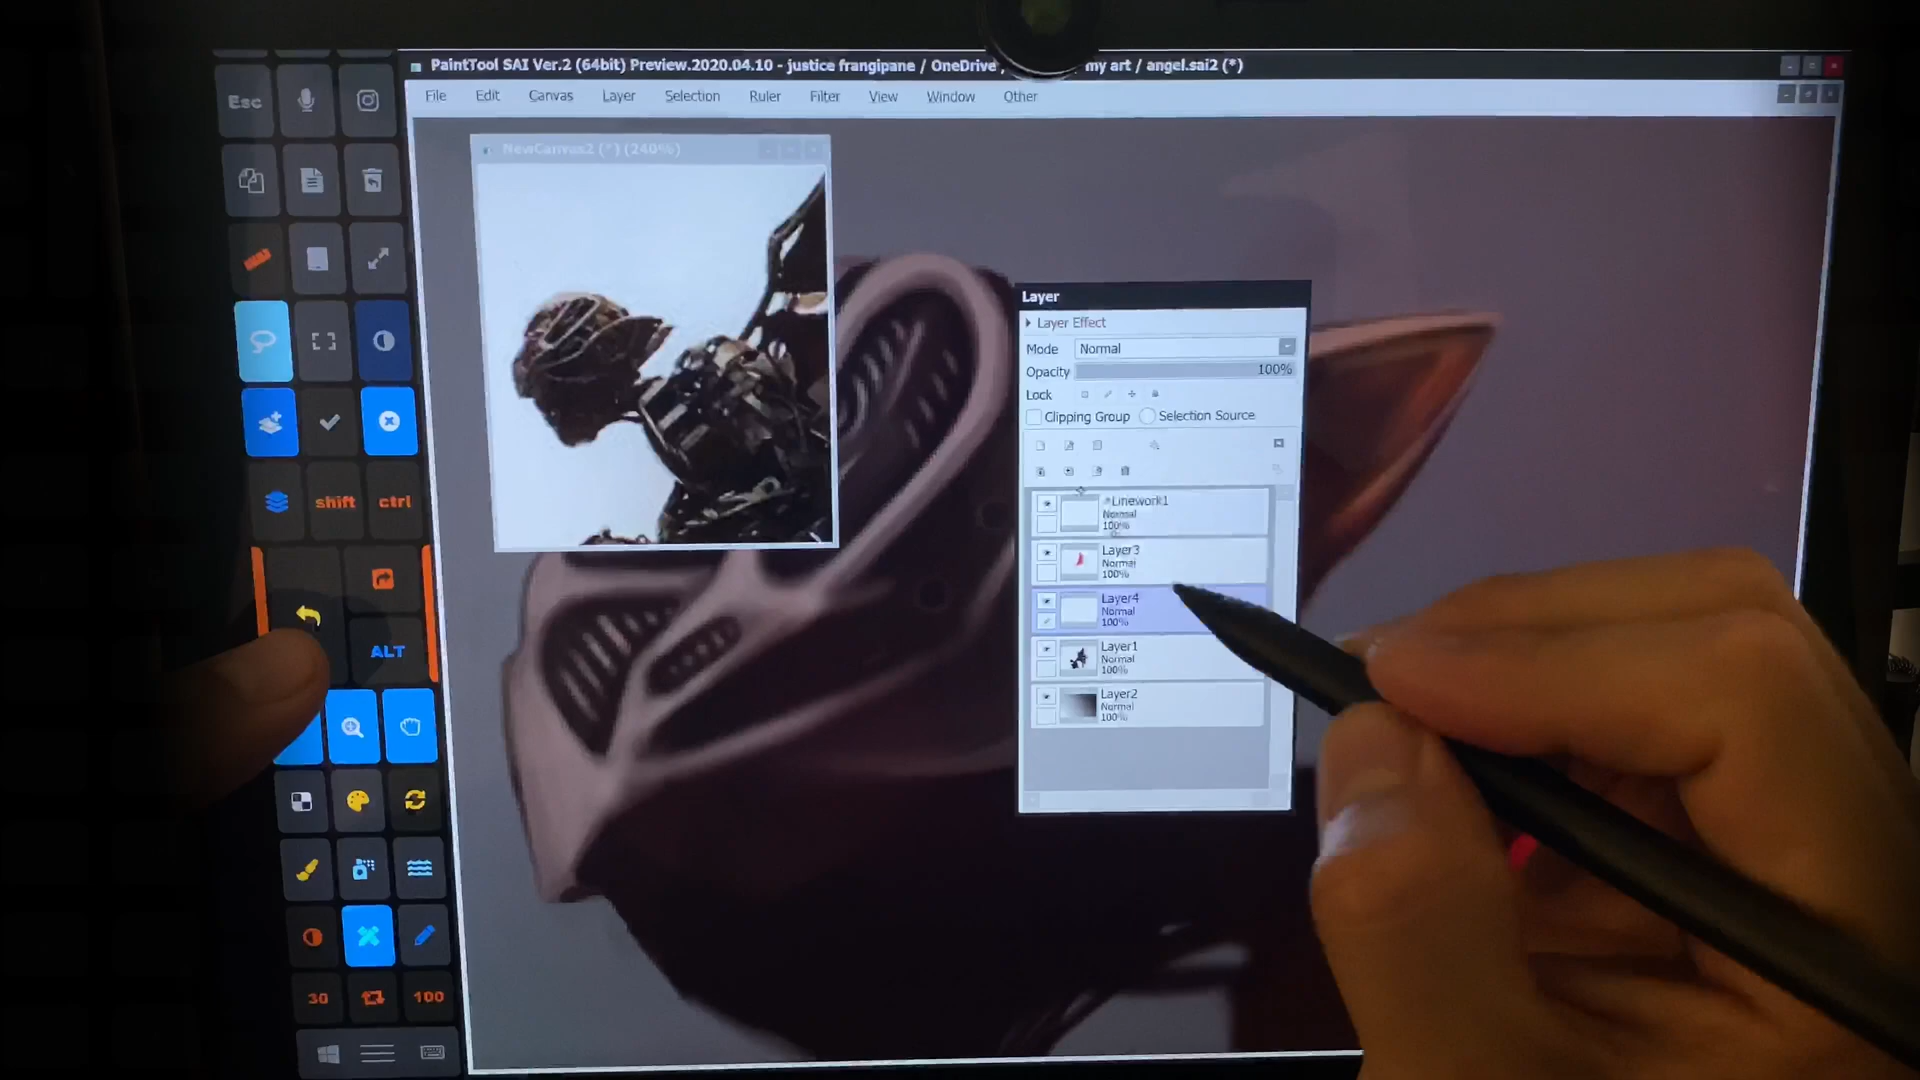 PaintTool SAI Ver.2 (64bit) Preview.2020.04.10 - justice frangipane / OneDrive / my art / angel.sai2 (*)
Esc
File Edit Canvas Layer Selection Ruler Filter View Window Other
NewCanvas2 (*) (240%)
Layer
Layer Effect
Mode Normal
Opacity 100%
Lock
Clipping Group Selection Source
shift ctrl
Linework1
Normal
100%
Layer3
Normal
100%
Layer4
Normal
100%
ALT
Layer1
Normal
100%
Layer2
Normal
100%
30 100